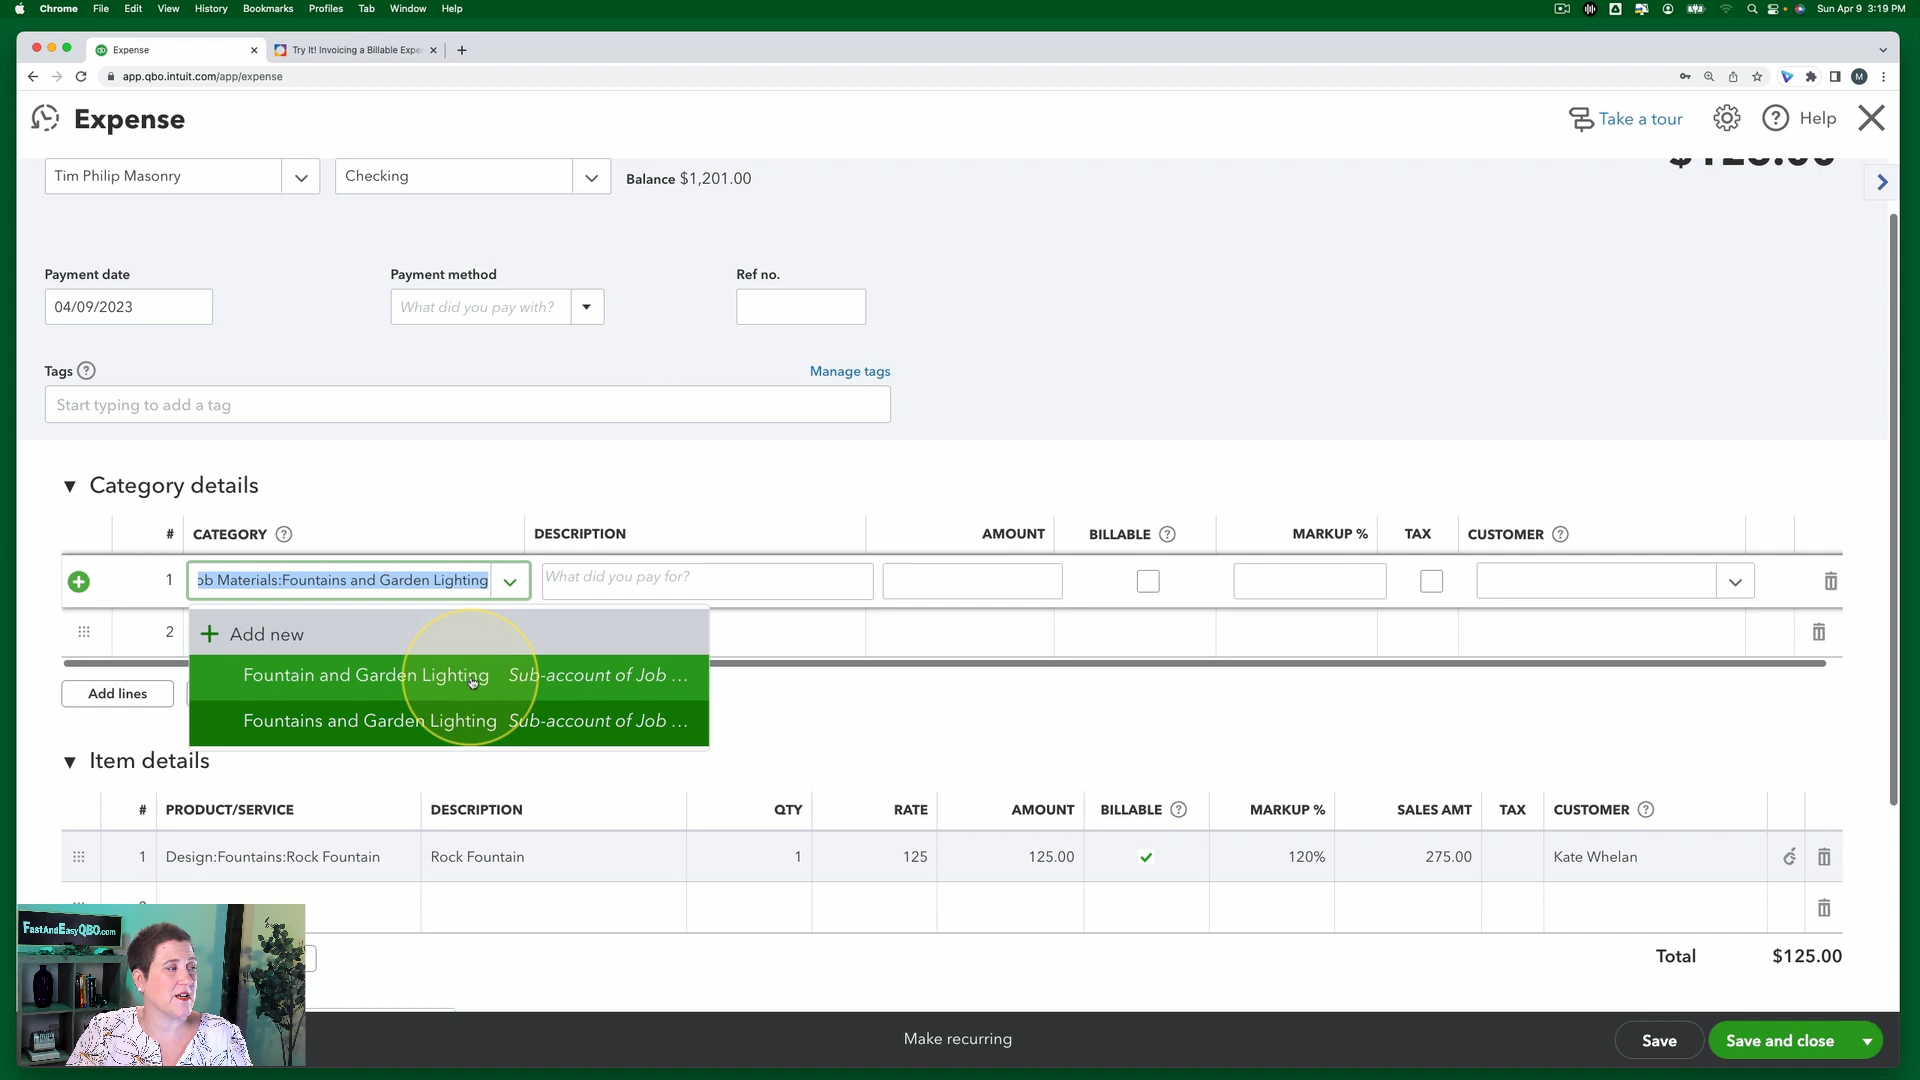 Chrome File Edit View History Bookmarks Profiles Tab Window Help Sun Apr 9 3:19 PM
Expense Try It! Invoicing a Billable Expe
app.qbo.intuit.com/app/expense M
Expense Take a tour Help
Tim Philip Masonry Checking Balance $1,201.00
Payment date Payment method Ref no.
04/09/2023 What did you pay with?
Tags Manage tags
Start typing to add a tag
Category details
# CATEGORY DESCRIPTION AMOUNT BILLABLE MARKUP % TAX CUSTOMER
1 ob Materials:Fountains and Garden Lighting What did you pay for?
2 + Add new
Fountain and Garden Lighting Sub-account of Job ...
Add lines
Fountains and Garden Lighting Sub-account of Job ...
Item details
# PRODUCT/SERVICE DESCRIPTION QTY RATE AMOUNT BILLABLE MARKUP % SALES AMT TAX CUSTOMER
1 Design:Fountains:Rock Fountain Rock Fountain 1 125 125.00 120% 275.00 Kate Whelan
FastAndEasyQBO.com
Total $125.00
Make recurring Save Save and close